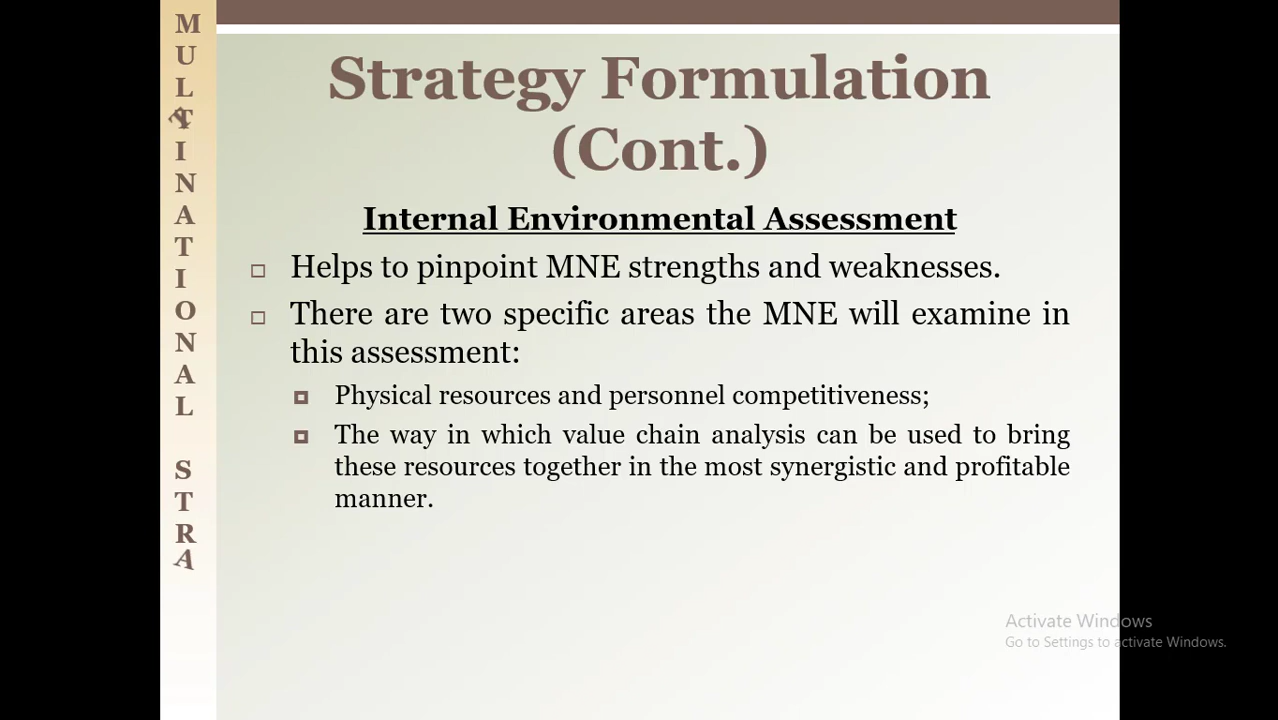 MULTINATIONAL STRA
Strategy Formulation
(Cont.)
Internal Environmental Assessment
Helps to pinpoint MNE strengths and weaknesses.
There are two specific areas the MNE will examine in
this assessment:
Physical resources and personnel competitiveness;
The way in which value chain analysis can be used to bring
these resources together in the most synergistic and profitable
manner.
Activate Windows
Go to Settings to activate Windows.